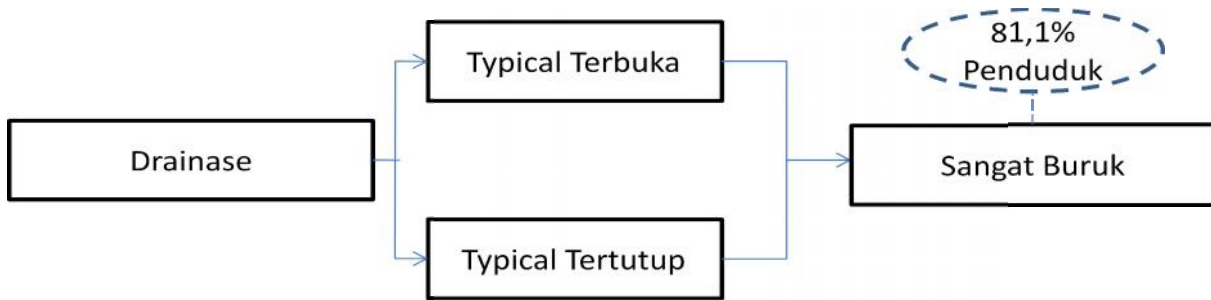 81,1%
Penduduk
Typical Terbuka
Drainase
Sangat Buruk
Typical Tertutup